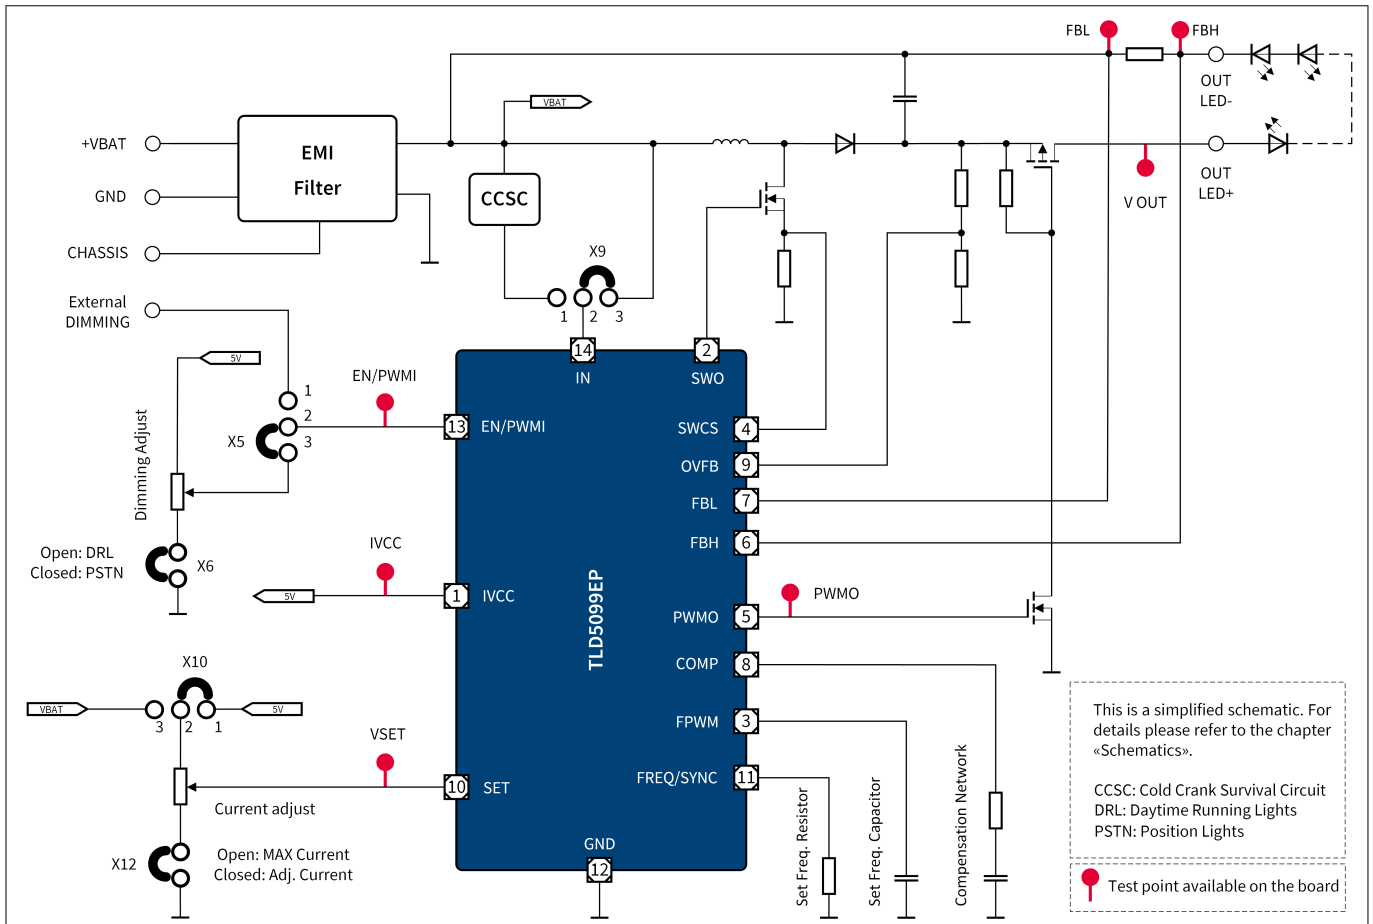 FBL
FBH
OUT
LED-
VBAT
+VBAT
EMI
Filter
GND
CCSC
OUT
LED+
V OUT
CHASSIS
X9
External
DIMMING
1
2
3
14
2
IN
SWO
5V
EN/PWMI
1
2
3
X5
13
EN/PWMI
SWCS
4
OVFB
9
FBL
7
FBH
6
Dimming Adjust
Open: DRL
Closed: PSTN
X6
IVCC
5V
1
IVCC
TLD5099EP
PWMO
5
PWMO
COMP
8
X10
VBAT
3
2
1
5V
FPWM
3
VSET
FREQ/SYNC
11
10
SET
Current adjust
GND
12
X12
Open: MAX Current
Closed: Adj. Current
Set Freq. Resistor
Set Freq. Capacitor
Compensation Network
This is a simplified schematic. For
details please refer to the chapter
«Schematics».
CCSC: Cold Crank Survival Circuit
DRL: Daytime Running Lights
PSTN: Position Lights
Test point available on the board